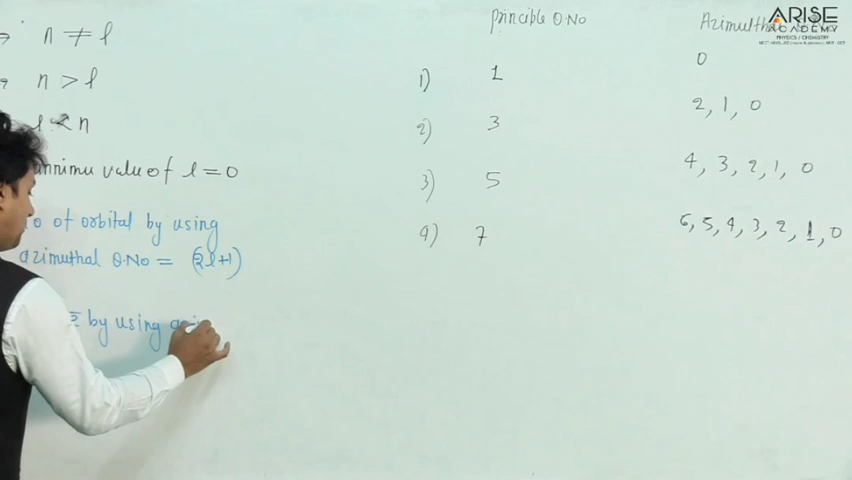 n ≠ l
n > l
l < n
value of l = 0
of orbital by using
azimuthal Q.No = (2l+1)
by using
Principle Q.No
Azimuthal
1) 1 0
2) 3 2, 1, 0
3) 5 4, 3, 2, 1, 0
4) 7 6, 5, 4, 3, 2, 1, 0
ARISE
ACADEMY
PHYSICS / CHEMISTRY